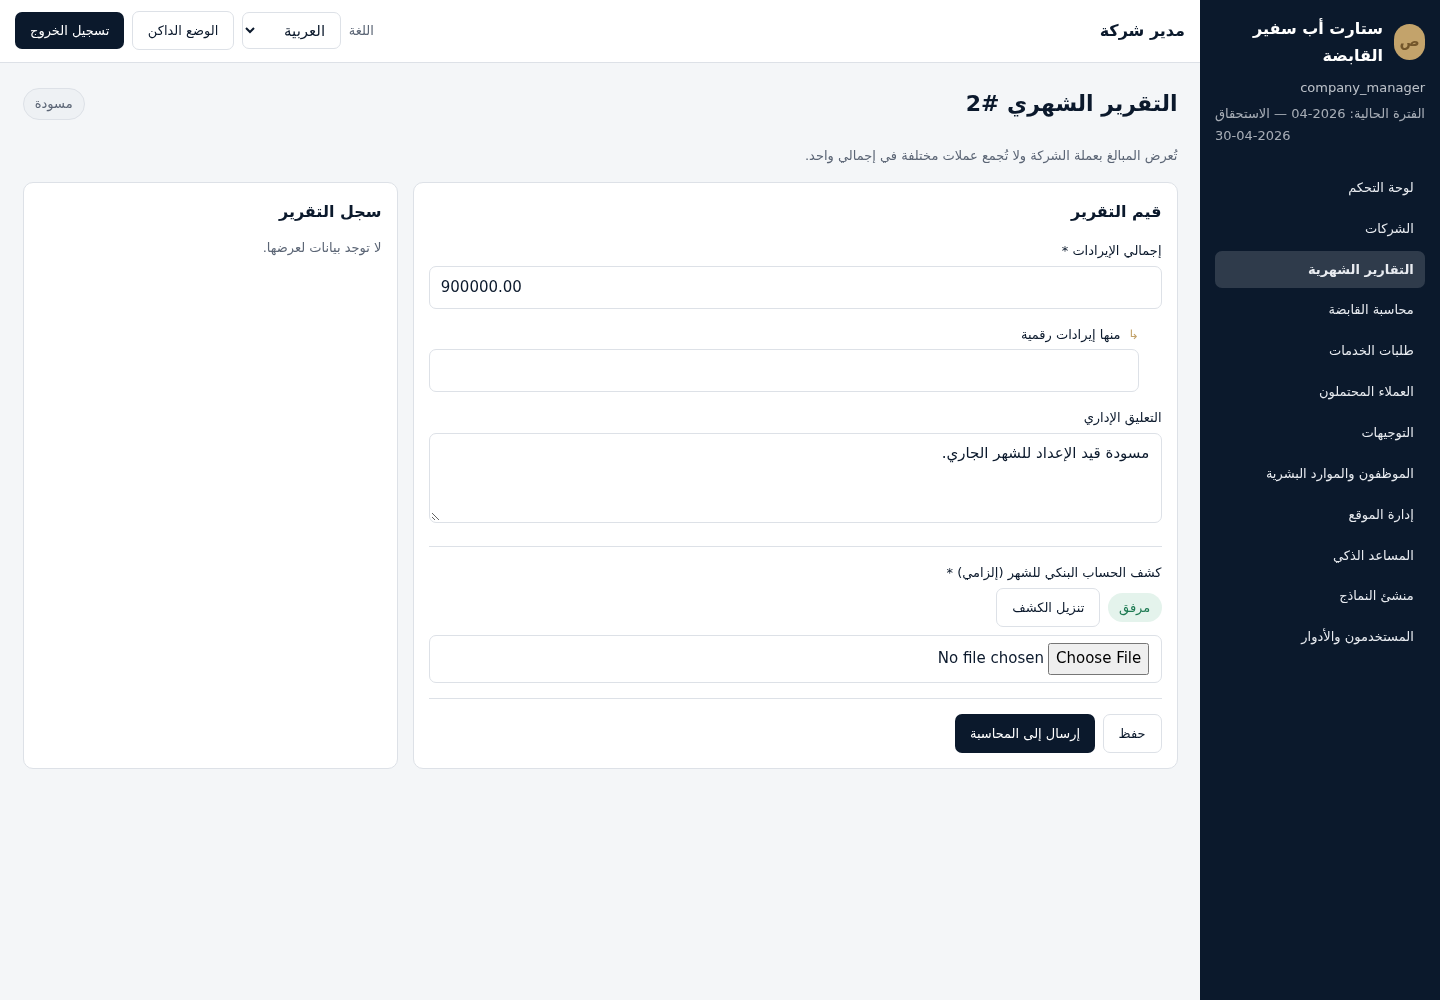 ص
ستارت أب سفير
القابضة
company_manager
الفترة الحالية: 2026-04 — الاستحقاق
2026-04-30
لوحة التحكم
الشركات
التقارير الشهرية
محاسبة القابضة
طلبات الخدمات
العملاء المحتملون
التوجيهات
الموظفون والموارد البشرية
إدارة الموقع
المساعد الذكي
منشئ النماذج
المستخدمون والأدوار
مدير شركة
اللغة
العربية
الوضع الداكن
تسجيل الخروج
التقرير الشهري #2
مسودة
تُعرض المبالغ بعملة الشركة ولا تُجمع عملات مختلفة في إجمالي واحد.
قيم التقرير
إجمالي الإيرادات *
900000.00
↳ منها إيرادات رقمية
التعليق الإداري
مسودة قيد الإعداد للشهر الجاري.
كشف الحساب البنكي للشهر (إلزامي) *
مرفق
تنزيل الكشف
Choose File No file chosen
حفظ
إرسال إلى المحاسبة
سجل التقرير
لا توجد بيانات لعرضها.